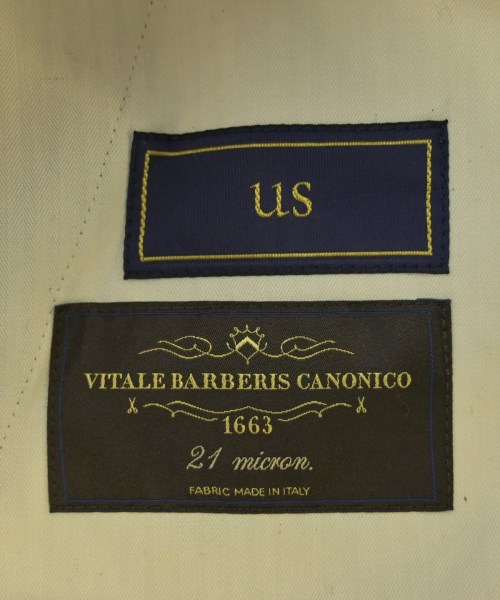 us
VITALE BARBERIS CANONICO
1663
21 micron.
FABRIC MADE IN ITALY